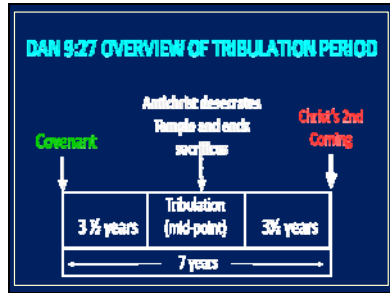 DAN 9:27 OVERVIEW OF TRIBULATION PERIOD
Antichrist desecrates
Temple and ends
sacrifices
Christ's 2nd
Coming
Covenant
3 ½ years
Tribulation
(mid-point)
3½ years
7 years